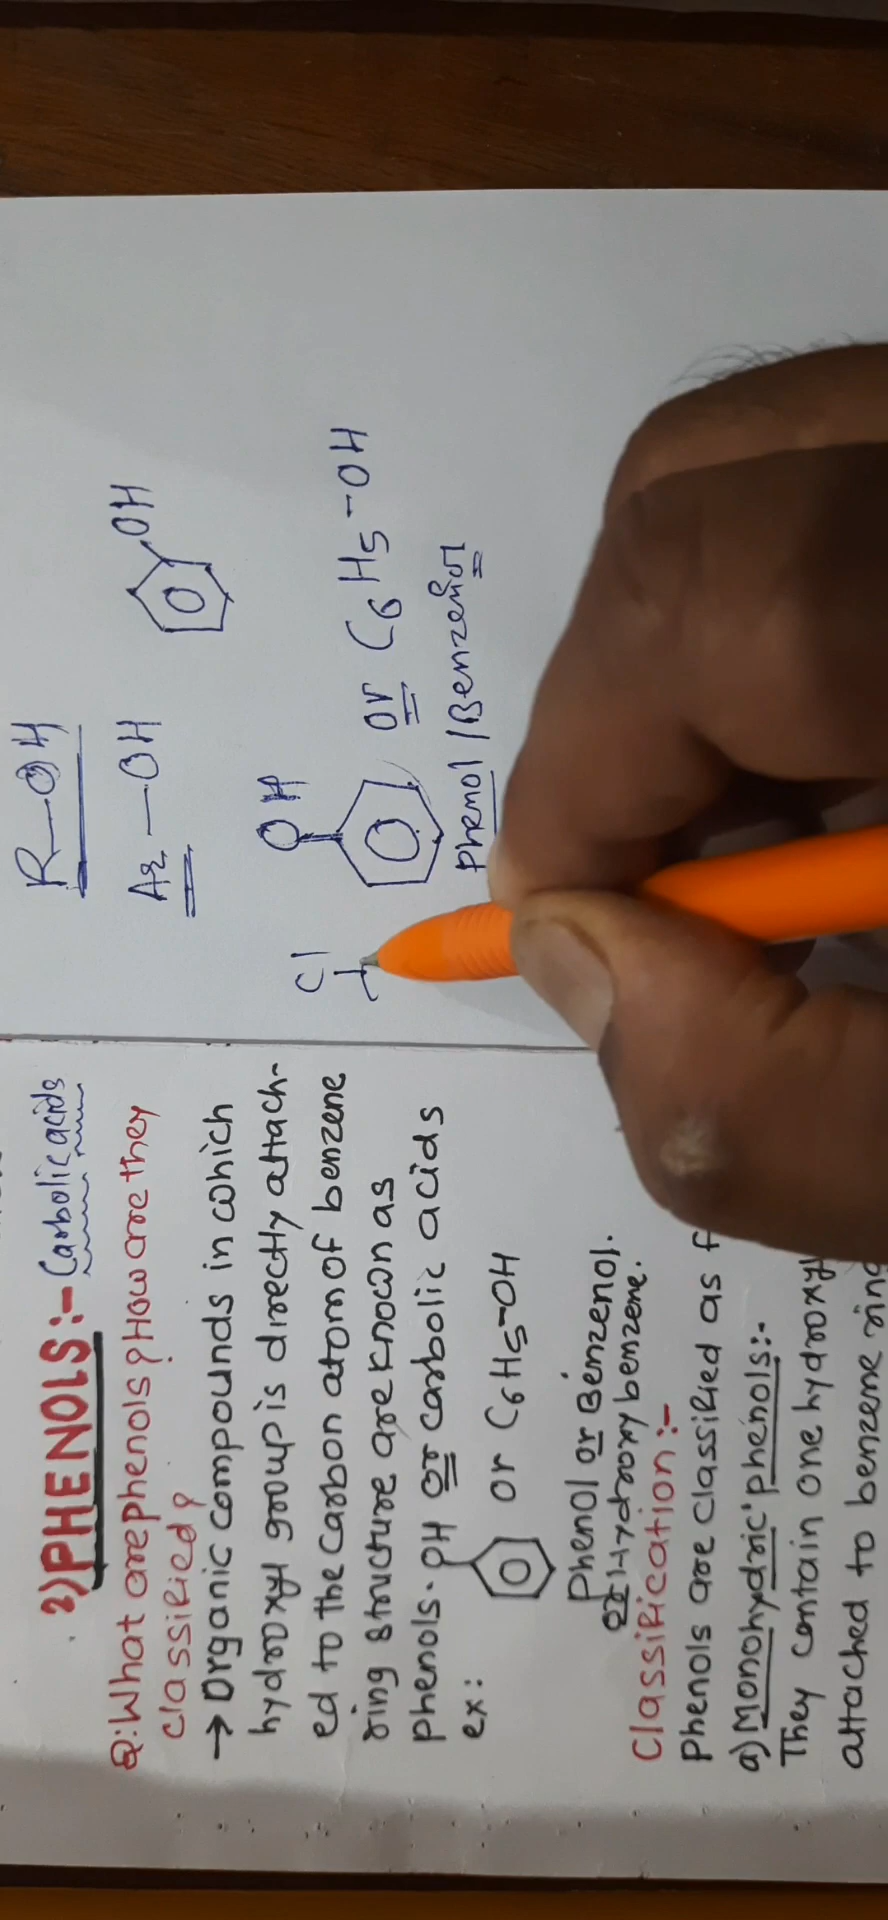 2) PHENOLS:- Carbolic acids
Q: What are phenols? How are they
classified?
→ Organic compounds in which
hydroxyl group is directly attach-
ed to the carbon atom of benzene
ring structure are known as
phenols. or carbolic acids
OH
ex: or C6H5-OH
Phenol or Benzenol.
or Hydroxy benzene.
Classification:-
Phenols are classified as f
a) Monohydric phenols:-
They contain one hydroxyl
attached to benzene ring
R-OH
Ar-OH
OH
Cl
OH
or C6H5-OH
Phenol / Benzenol